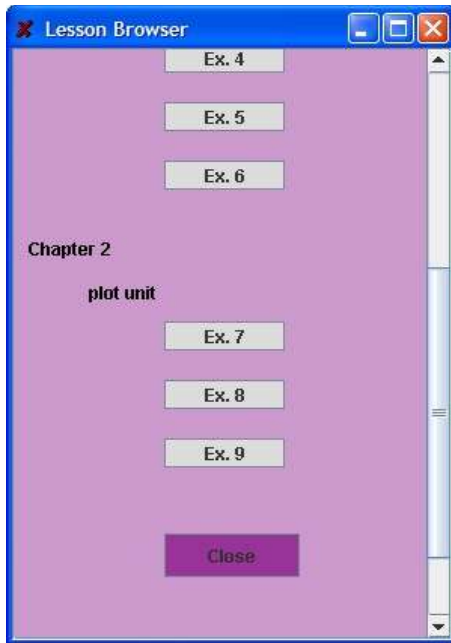 Lesson Browser
Ex. 4
Ex. 5
Ex. 6
Chapter 2
plot unit
Ex. 7
Ex. 8
Ex. 9
Close